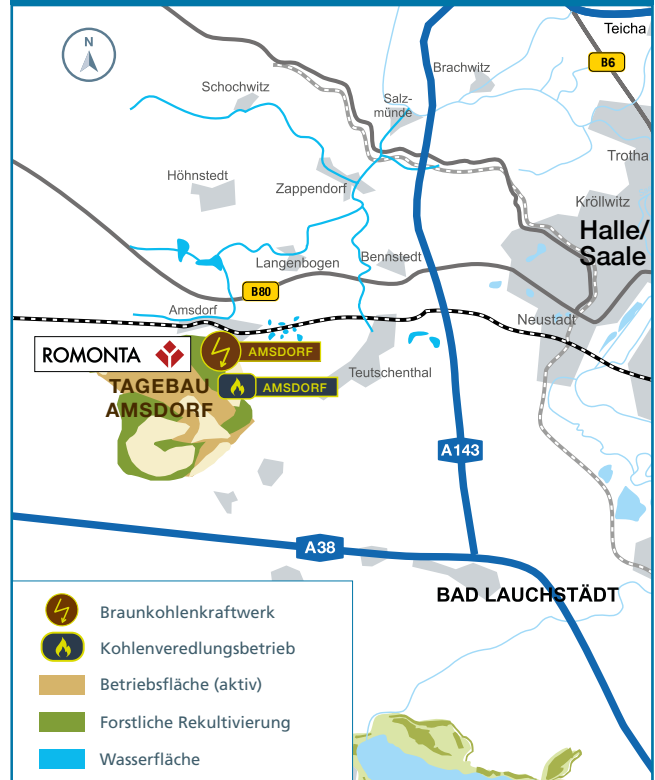 Teicha
N
B6
Brachwitz
Schochwitz
Salz-
münde
Trotha
Höhnstedt
Zappendorf
Kröllwitz
Halle/
Saale
Langenbogen
Bennstedt
B80
Amsdorf
Neustadt
ROMONTA
AMSDORF
Teutschenthal
TAGEBAU
AMSDORF
AMSDORF
A143
A38
BAD LAUCHSTÄDT
Braunkohlenkraftwerk
Kohlenveredlungsbetrieb
Betriebsfläche (aktiv)
Forstliche Rekultivierung
Wasserfläche